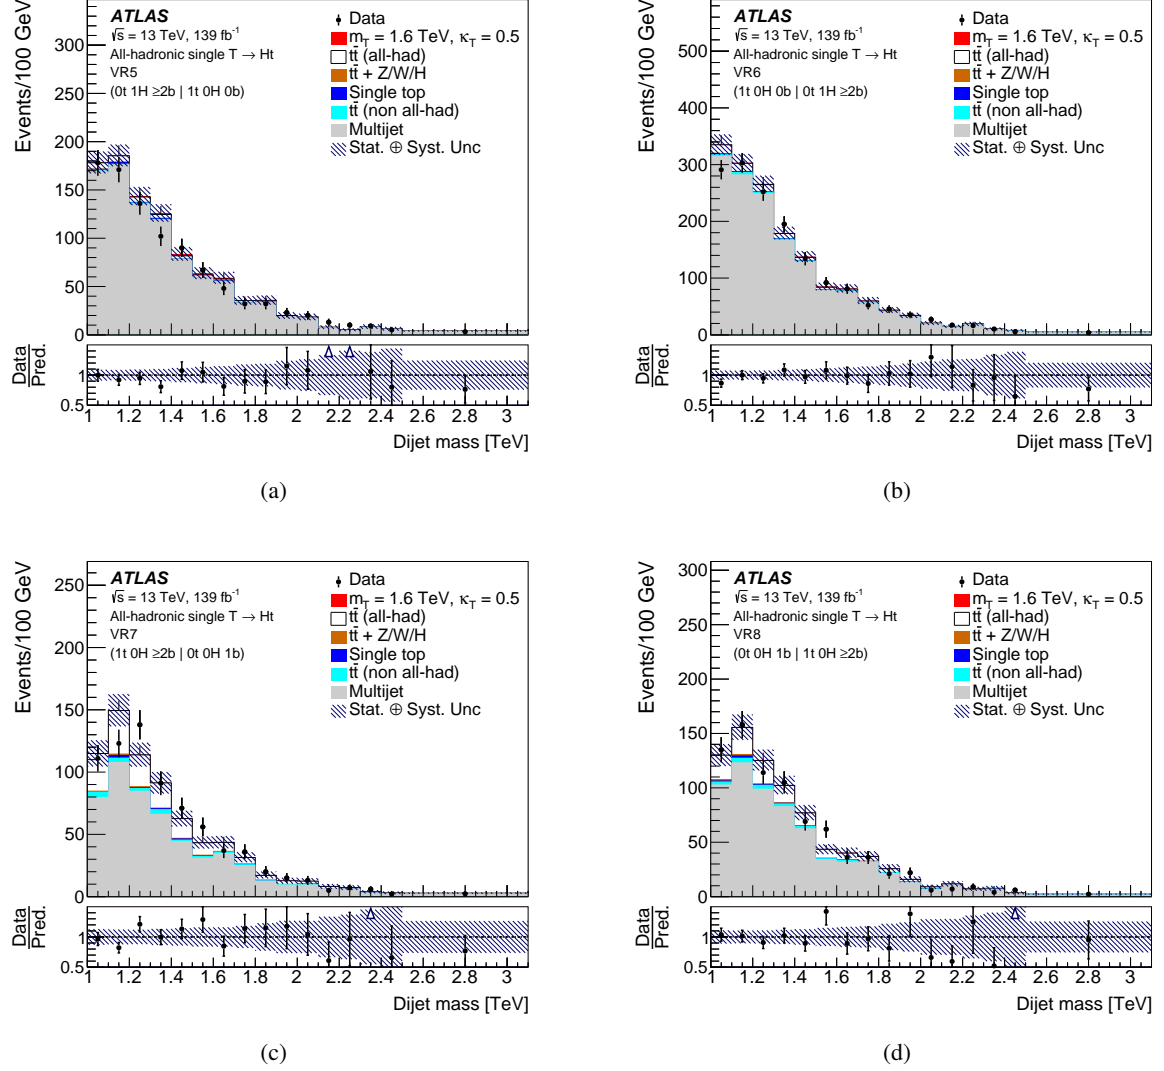 Events/100 GeV
300
250
200
150
100
50
0
ATLAS
√s = 13 TeV, 139 fb⁻¹
All-hadronic single T → Ht
VR5
(0t 1H ≥2b | 1t 0H 0b)
Data
m_T = 1.6 TeV, κ_T = 0.5
tt̄ (all-had)
tt̄ + Z/W/H
Single top
tt̄ (non all-had)
Multijet
Stat. ⊕ Syst. Unc
Data
Pred.
1
0.5
1 1.2 1.4 1.6 1.8 2 2.2 2.4 2.6 2.8 3
Dijet mass [TeV]
(a)
Events/100 GeV
500
400
300
200
100
0
ATLAS
√s = 13 TeV, 139 fb⁻¹
All-hadronic single T → Ht
VR6
(1t 0H 0b | 0t 1H ≥2b)
Data
m_T = 1.6 TeV, κ_T = 0.5
tt̄ (all-had)
tt̄ + Z/W/H
Single top
tt̄ (non all-had)
Multijet
Stat. ⊕ Syst. Unc
Data
Pred.
1
0.5
1 1.2 1.4 1.6 1.8 2 2.2 2.4 2.6 2.8 3
Dijet mass [TeV]
(b)
Events/100 GeV
250
200
150
100
50
0
ATLAS
√s = 13 TeV, 139 fb⁻¹
All-hadronic single T → Ht
VR7
(1t 0H ≥2b | 0t 0H 1b)
Data
m_T = 1.6 TeV, κ_T = 0.5
tt̄ (all-had)
tt̄ + Z/W/H
Single top
tt̄ (non all-had)
Multijet
Stat. ⊕ Syst. Unc
Data
Pred.
1
0.5
1 1.2 1.4 1.6 1.8 2 2.2 2.4 2.6 2.8 3
Dijet mass [TeV]
(c)
Events/100 GeV
300
250
200
150
100
50
0
ATLAS
√s = 13 TeV, 139 fb⁻¹
All-hadronic single T → Ht
VR8
(0t 0H 1b | 1t 0H ≥2b)
Data
m_T = 1.6 TeV, κ_T = 0.5
tt̄ (all-had)
tt̄ + Z/W/H
Single top
tt̄ (non all-had)
Multijet
Stat. ⊕ Syst. Unc
Data
Pred.
1
0.5
1 1.2 1.4 1.6 1.8 2 2.2 2.4 2.6 2.8 3
Dijet mass [TeV]
(d)